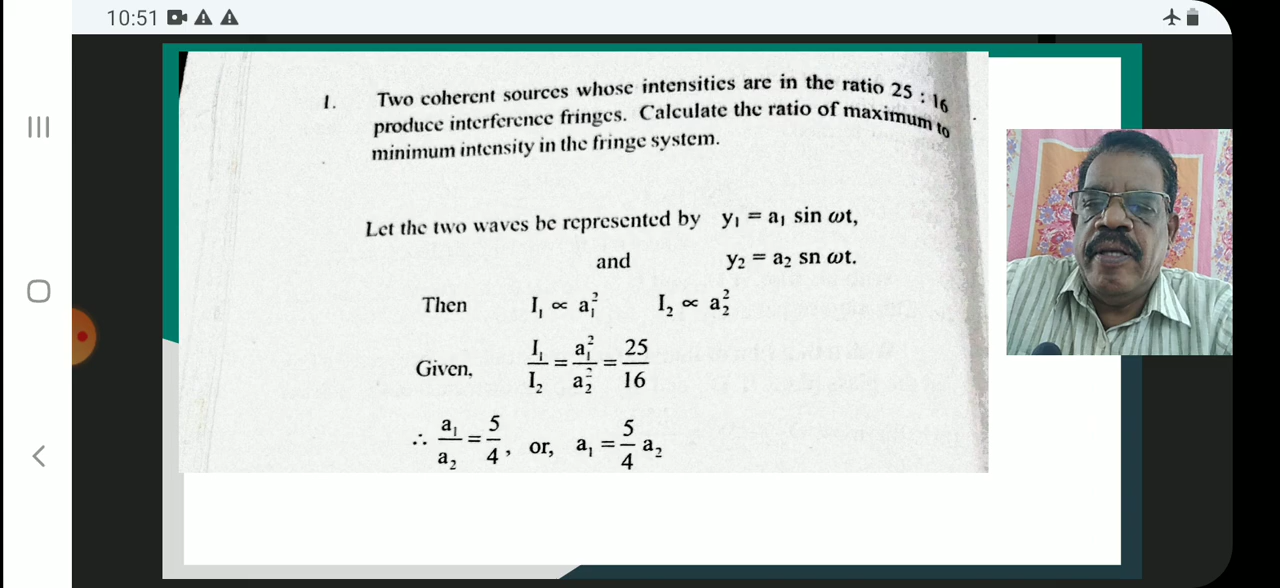 10:51
1. Two coherent sources whose intensities are in the ratio 25 : 16
produce interference fringes. Calculate the ratio of maximum to
minimum intensity in the fringe system.
Let the two waves be represented by y₁ = a₁ sin ωt,
and y₂ = a₂ sn ωt.
Then I₁ ∝ a₁² I₂ ∝ a₂²
Given, I₁/I₂ = a₁²/a₂² = 25/16
∴ a₁/a₂ = 5/4, or, a₁ = 5/4 a₂